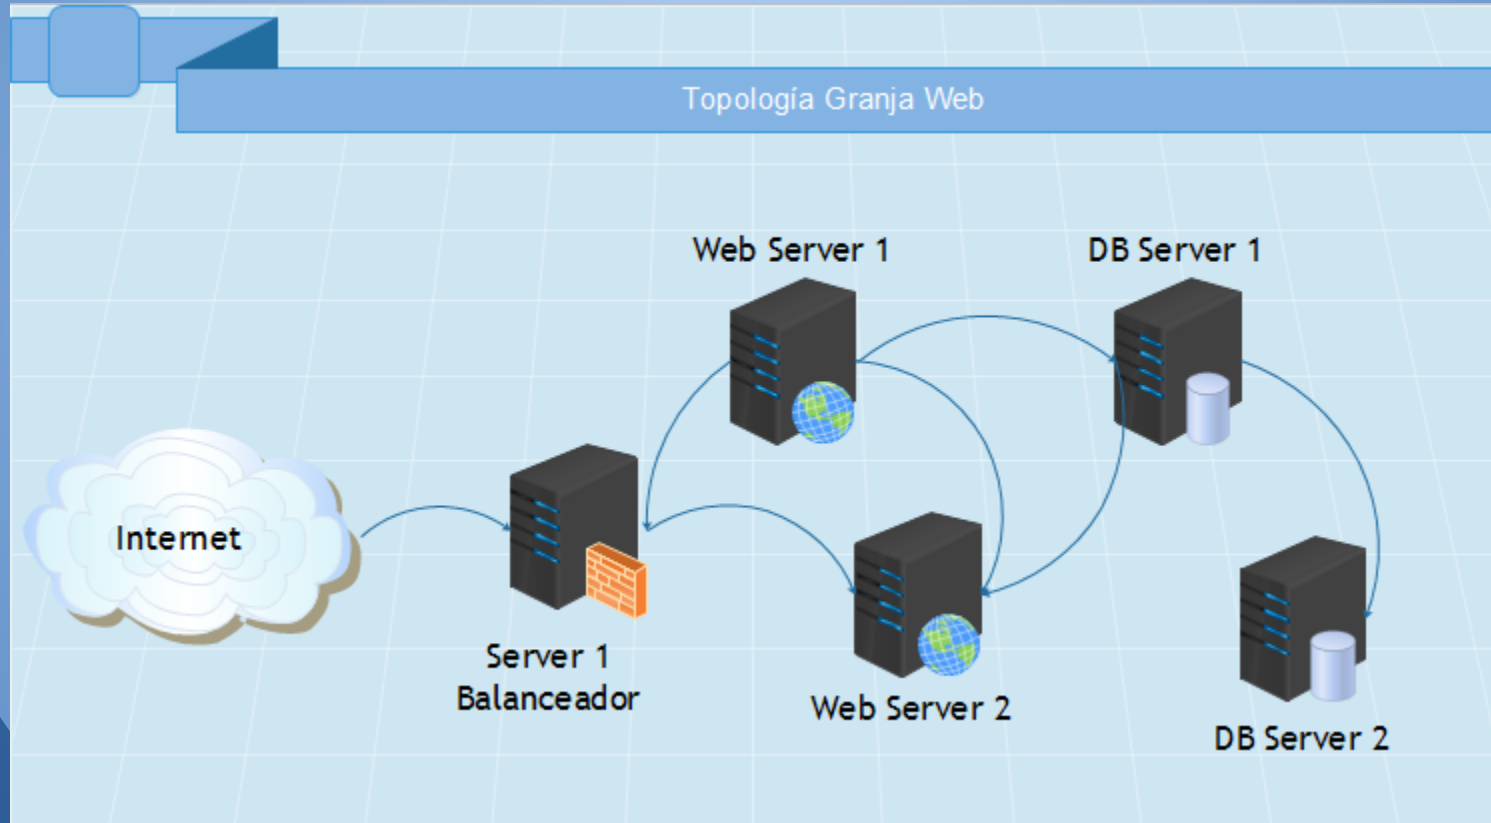 Topología Granja Web
Web Server 1
DB Server 1
Internet
Server 1
Balanceador
Web Server 2
DB Server 2